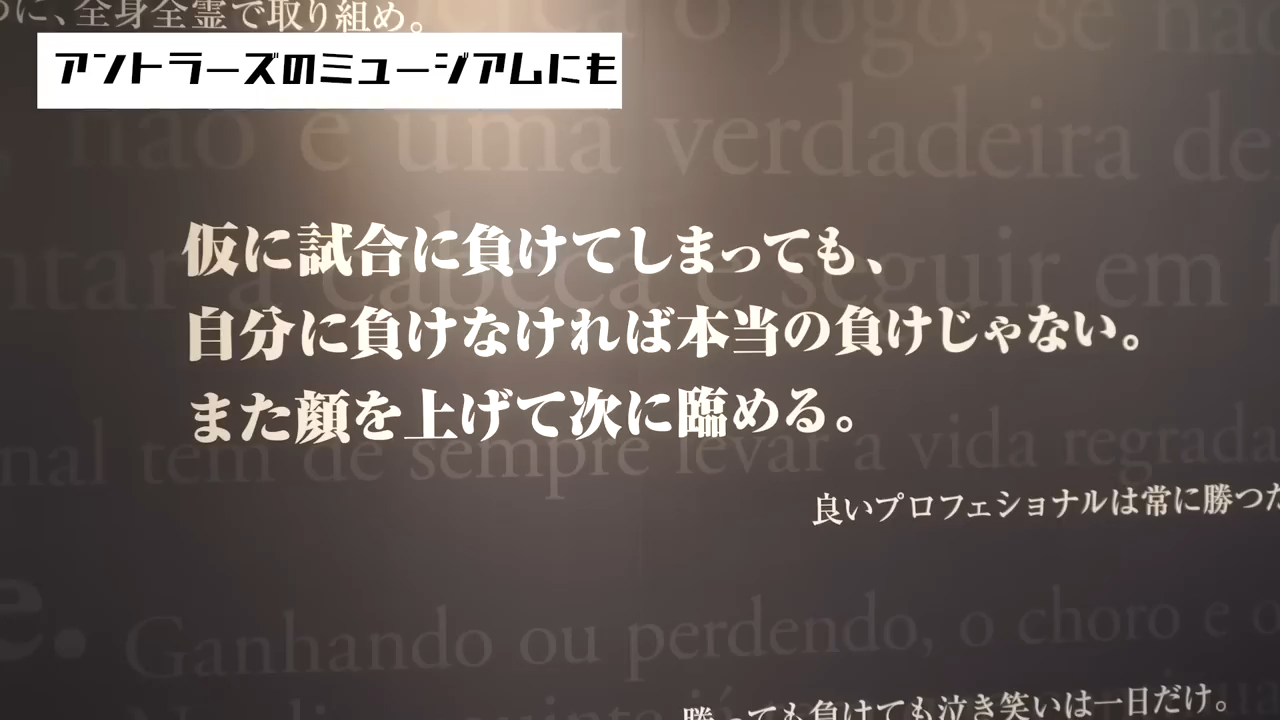 に、全身全霊で取り組め。
o jogo, se não
アントラーズのミュージアムにも
não é uma verdadeira
仮に試合に負けてしまっても、
ntar a cabeça e seguir em f
自分に負けなければ本当の負けじゃない。
また顔を上げて次に臨める。
nal tem de sempre levar a vida regrada
良いプロフェショナルは常に勝つ
e.
Ganhando ou perdendo, o choro e o
勝っても負けても泣き笑いは一日だけ。